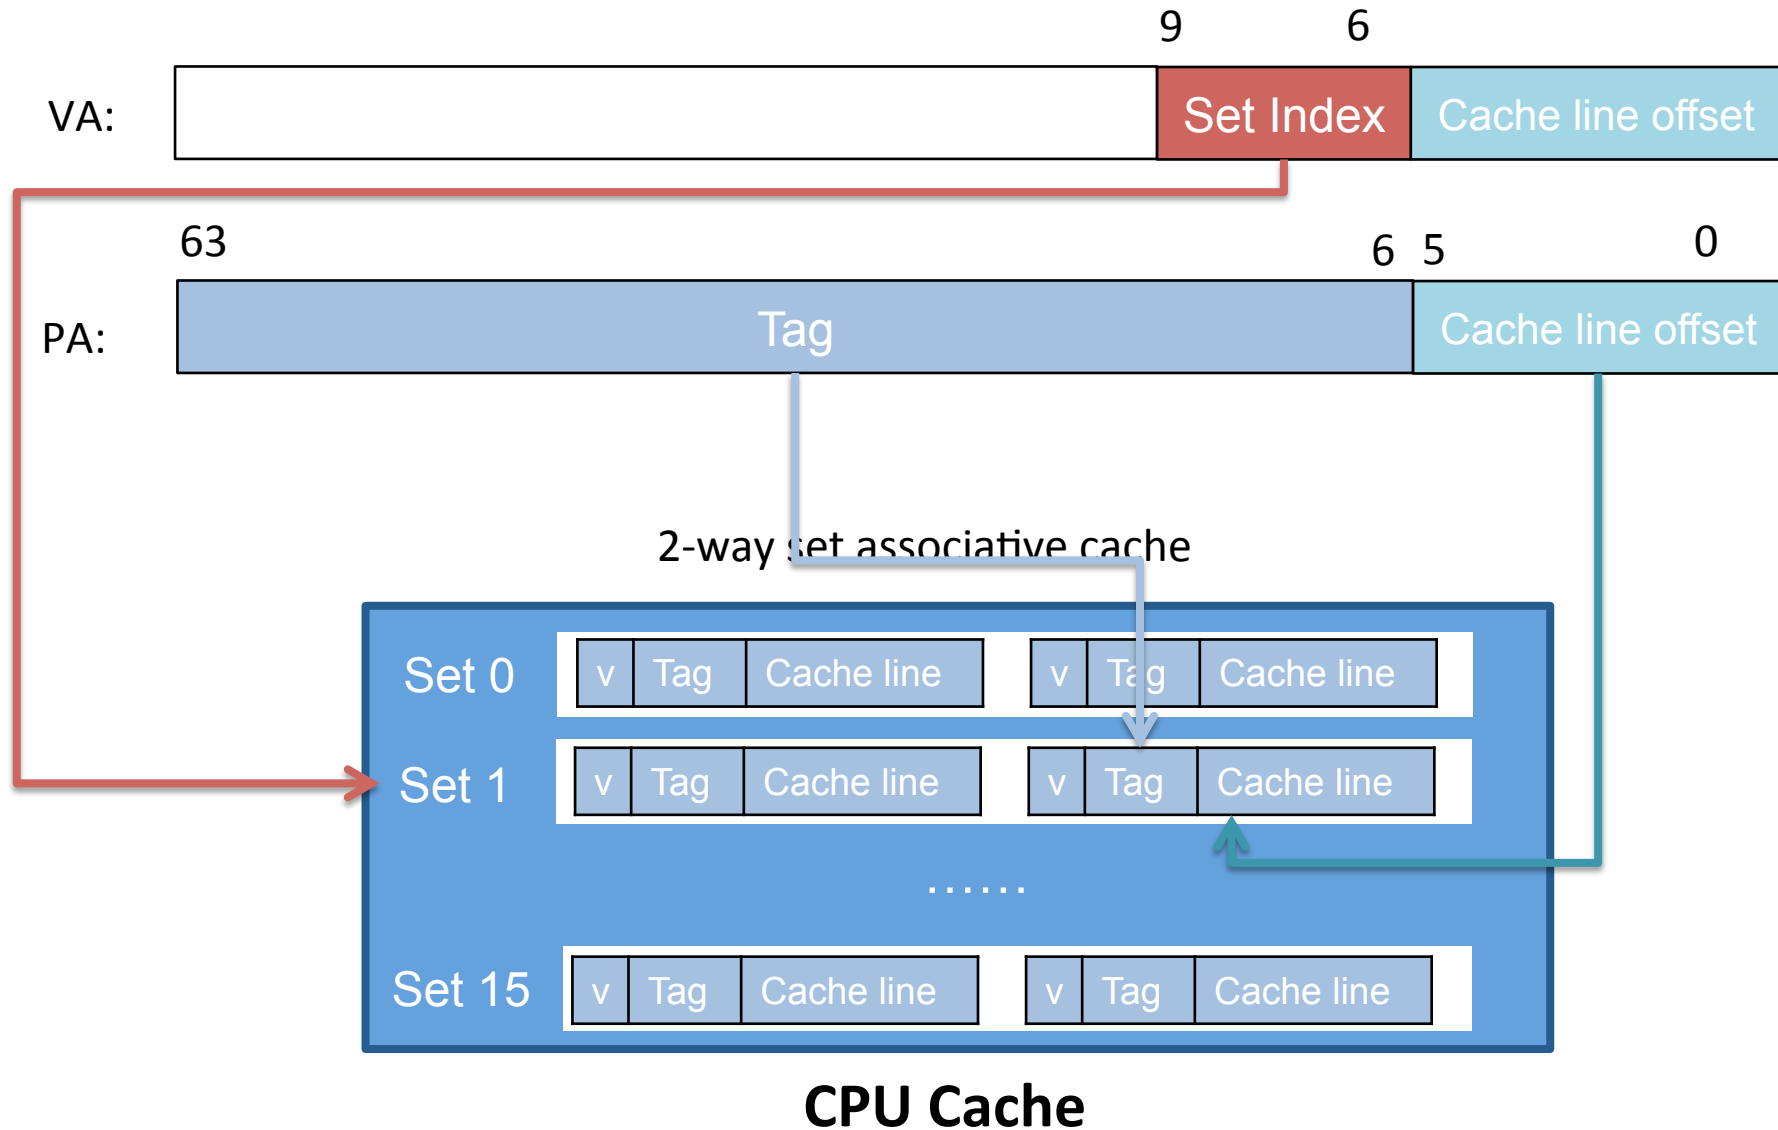 9 6
VA: Set Index Cache line offset
63 6 5 0
PA: Tag Cache line offset
2-way set associative cache
Set 0 v Tag Cache line v Tag Cache line
Set 1 v Tag Cache line v Tag Cache line
......
Set 15 v Tag Cache line v Tag Cache line
CPU Cache